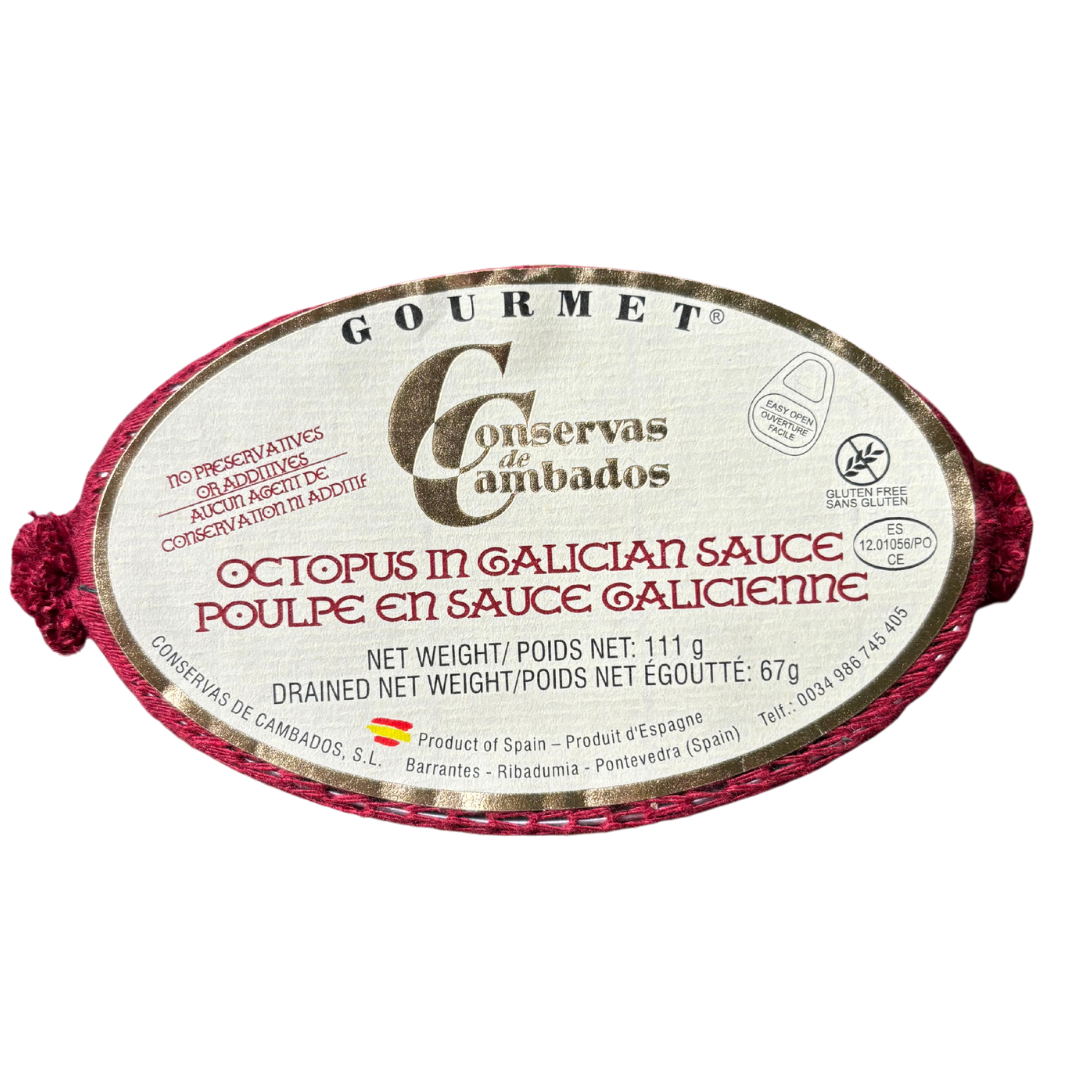 GOURMET®
Conservas
de
Cambados
EASY OPEN
OUVERTURE
FACILE
NO PRESERVATIVES
OR ADDITIVES
AUCUN AGENT DE
CONSERVATION NI ADDITIF
GLUTEN FREE
SANS GLUTEN
ES
12.01056/PO
CE
OCTOPUS IN GALICIAN SAUCE
POULPE EN SAUCE GALICIENNE
NET WEIGHT/ POIDS NET: 111 g
DRAINED NET WEIGHT/POIDS NET ÉGOUTTÉ: 67g
CONSERVAS DE CAMBADOS, S.L.
Product of Spain – Produit d'Espagne
Barrantes - Ribadumia - Pontevedra (Spain)
Telf.: 0034 986 745 405